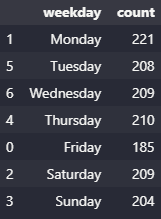 weekday count
1 Monday 221
5 Tuesday 208
6 Wednesday 209
4 Thursday 210
0 Friday 185
2 Saturday 209
3 Sunday 204